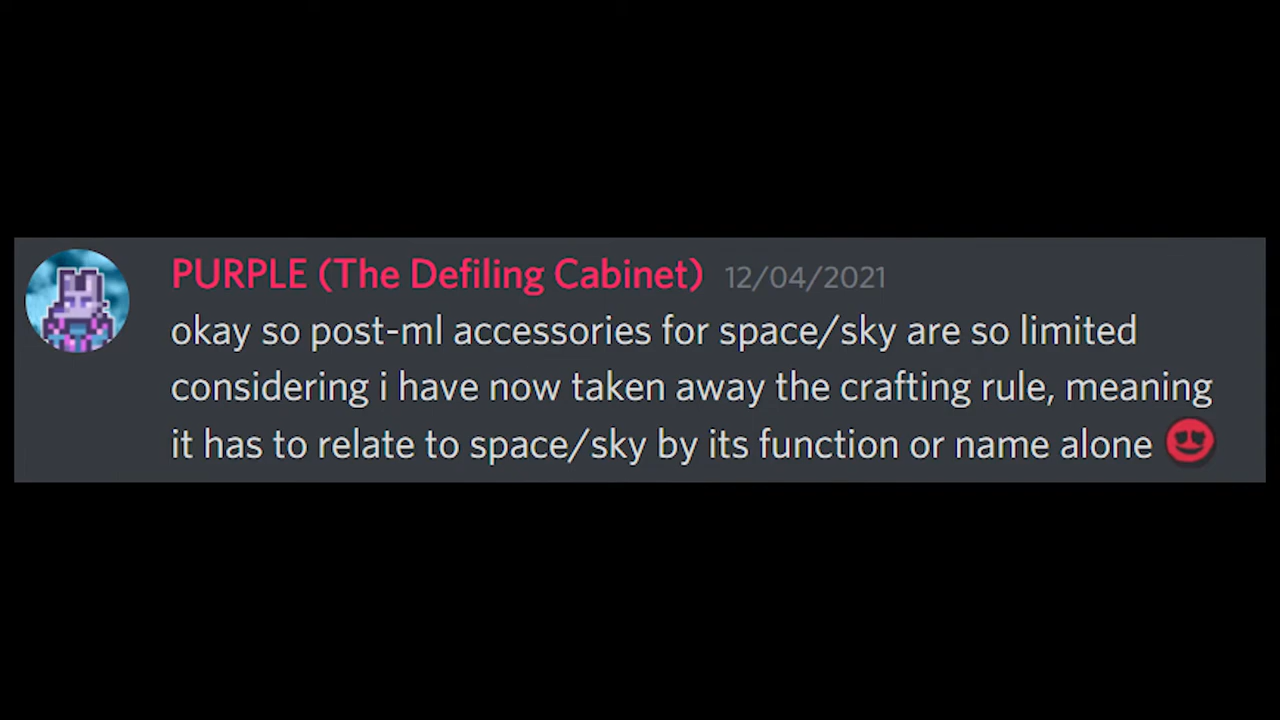 PURPLE (The Defiling Cabinet) 12/04/2021
okay so post-ml accessories for space/sky are so limited
considering i have now taken away the crafting rule, meaning
it has to relate to space/sky by its function or name alone